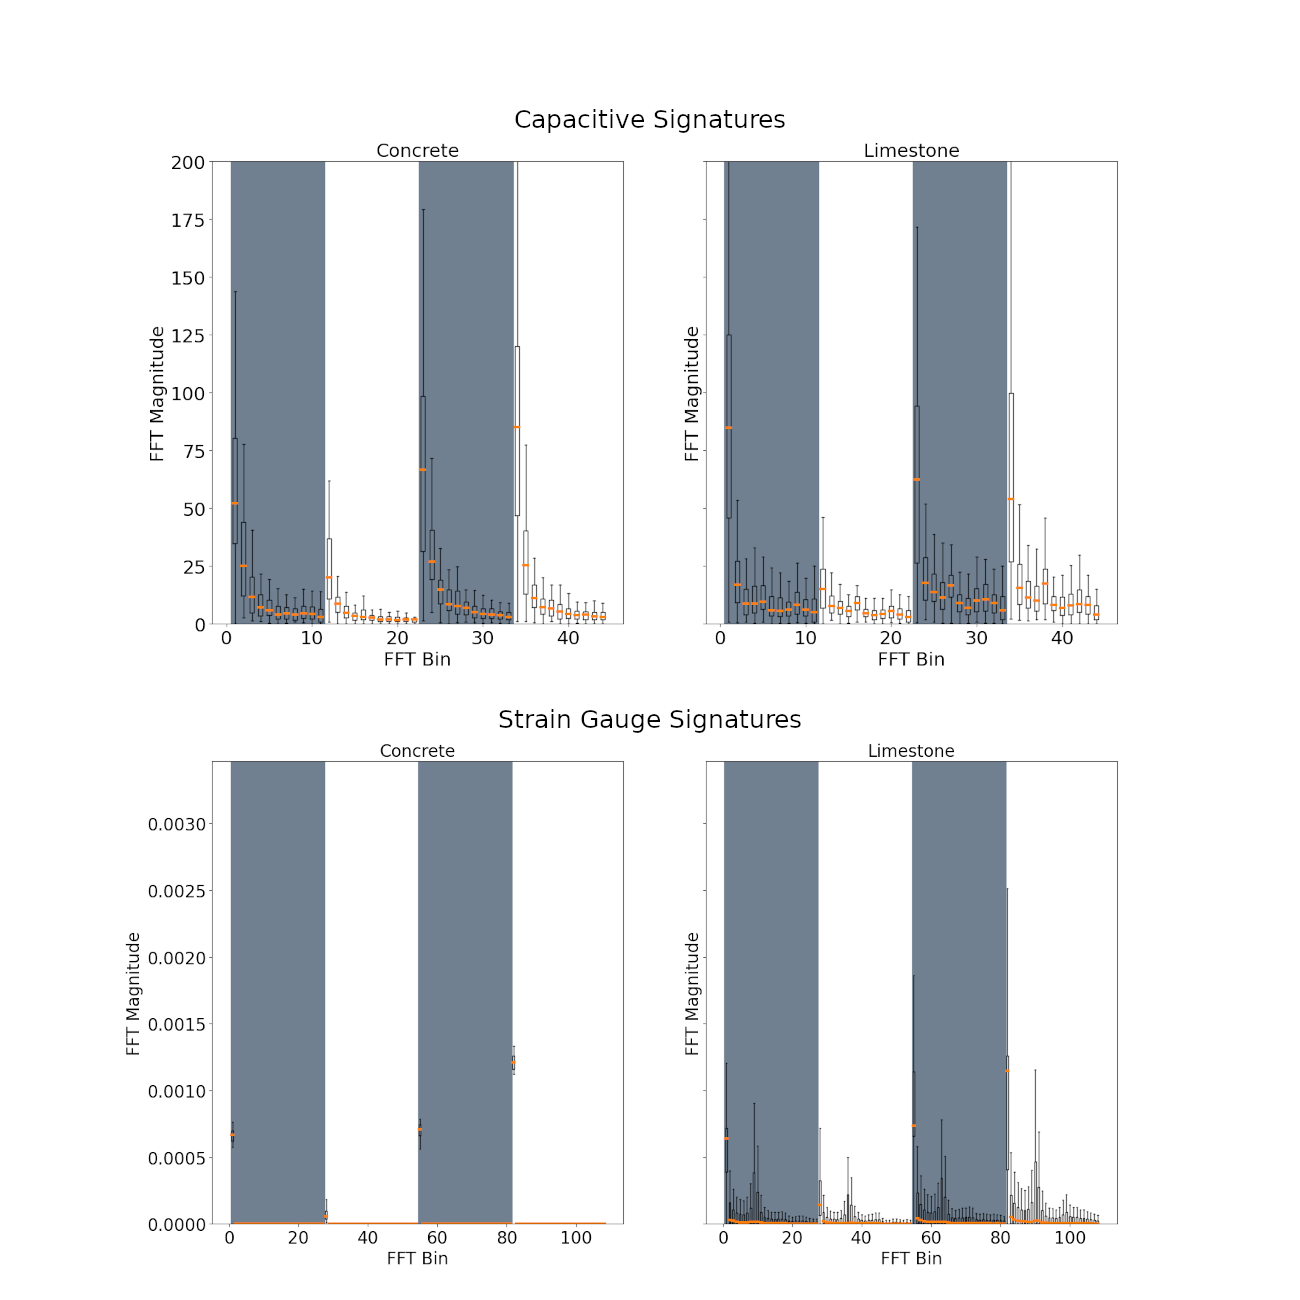 Capacitive Signatures
Concrete
Limestone
200
175
150
125
100
75
50
25
0
FFT Magnitude
FFT Magnitude
0 10 20 30 40
0 10 20 30 40
FFT Bin
FFT Bin
Strain Gauge Signatures
Concrete
Limestone
0.0030
0.0025
0.0020
0.0015
0.0010
0.0005
0.0000
FFT Magnitude
FFT Magnitude
0 20 40 60 80 100
0 20 40 60 80 100
FFT Bin
FFT Bin